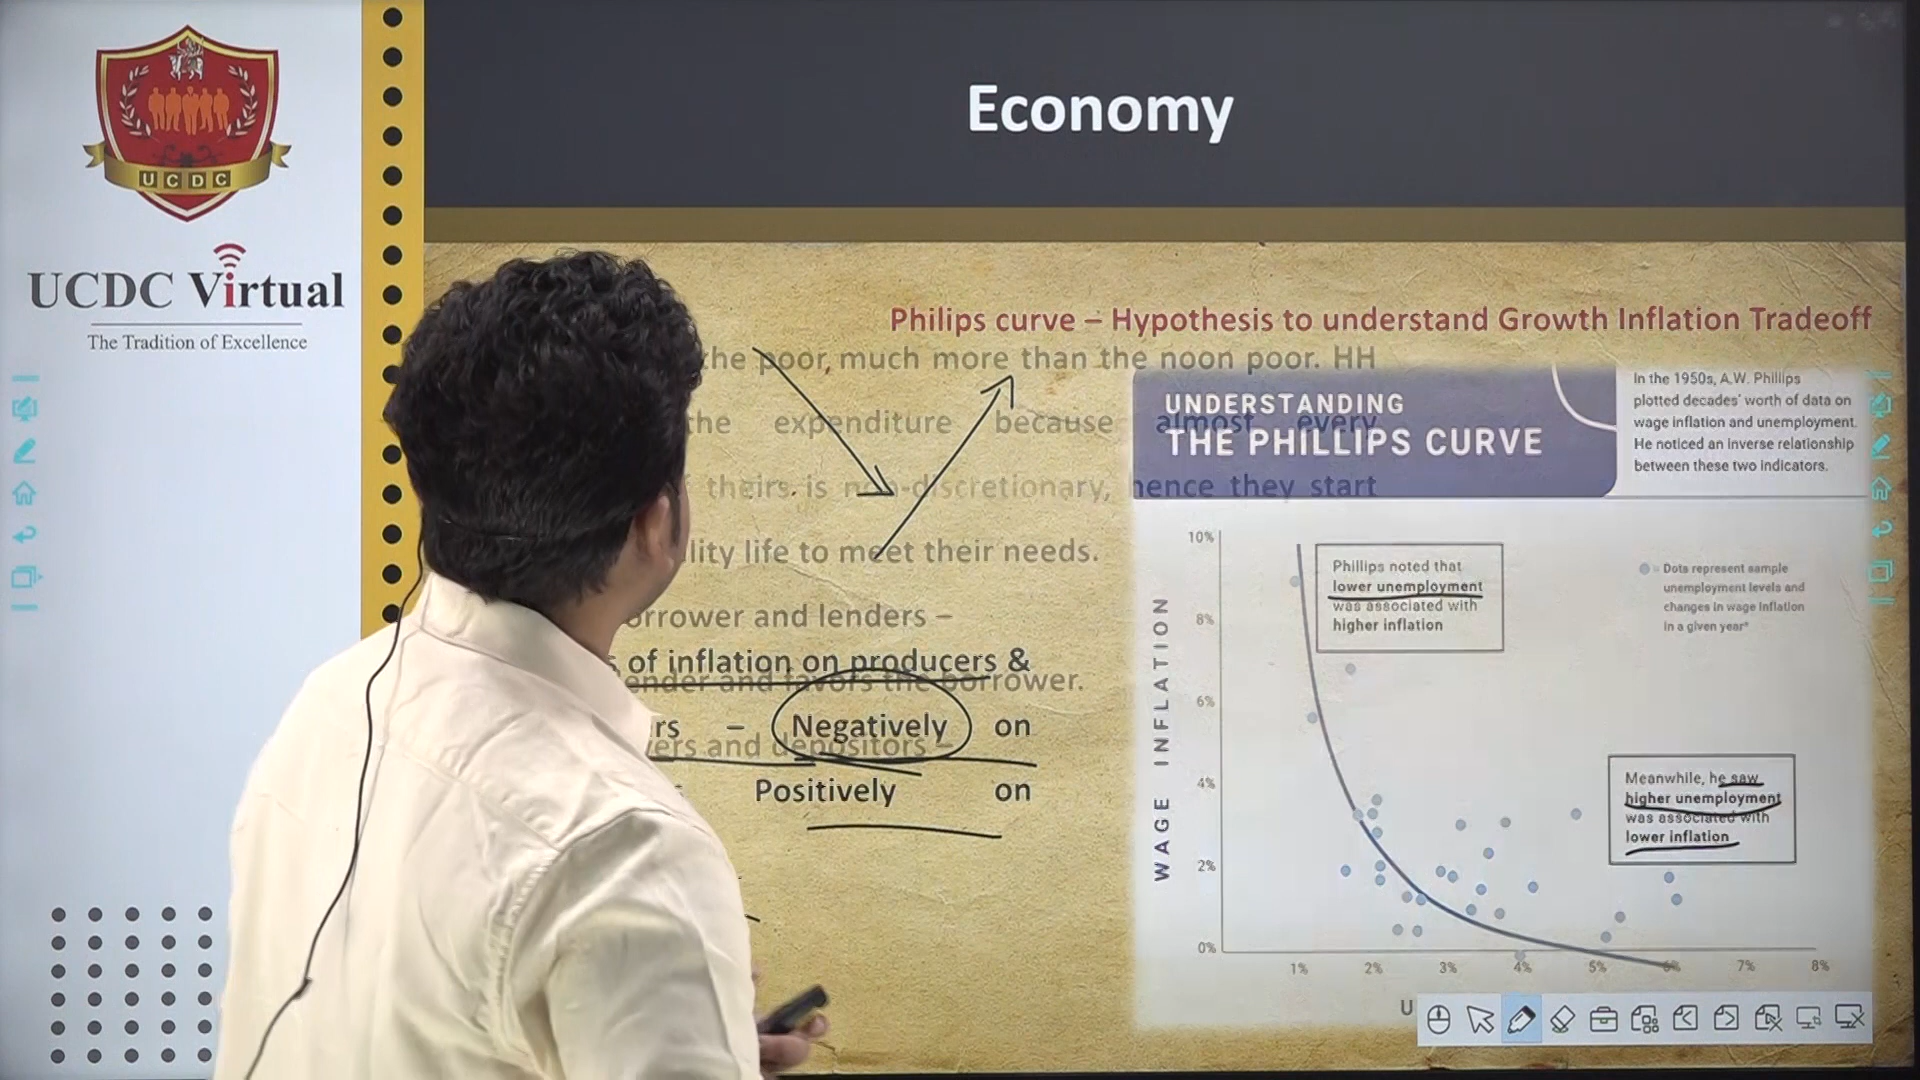 Economy
UCDC
UCDC Virtual
The Tradition of Excellence
Philips curve – Hypothesis to understand Growth Inflation Tradeoff
the poor, much more than the noon poor. HH
the expenditure because almost every
theirs is non-discretionary, hence they start
life to meet their needs.
and lenders –
of inflation on producers &
lender and favors the borrower.
– Negatively on
and depositors –
Positively on
UNDERSTANDING
THE PHILLIPS CURVE
In the 1950s, A.W. Phillips
plotted decades' worth of data on
wage inflation and unemployment.
He noticed an inverse relationship
between these two indicators.
10%
8%
6%
4%
2%
0%
WAGE INFLATION
Phillips noted that
lower unemployment
was associated with
higher inflation
= Dots represent sample
unemployment levels and
changes in wage inflation
in a given year*
Meanwhile, he saw
higher unemployment
was associated with
lower inflation
1% 2% 3% 4% 5% 6% 7% 8%
U